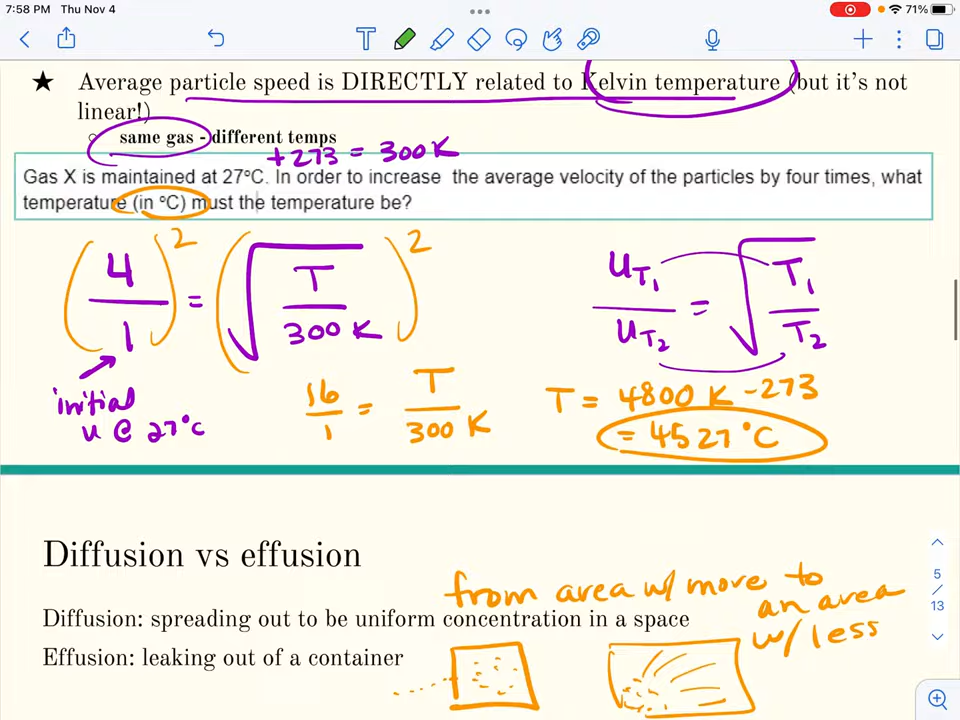 7:58 PM Thu Nov 4
71%
★ Average particle speed is DIRECTLY related to Kelvin temperature (but it's not
linear!)
○ same gas - different temps
+273 = 300 K
Gas X is maintained at 27°C. In order to increase the average velocity of the particles by four times, what
temperature (in °C) must the temperature be?
(4/1)² = (√(T/300 K))²
u_T₁/u_T₂ = √(T₁/T₂)
initial
u @ 27°C
16/1 = T/300 K
T = 4800 K - 273
= 4527 °C
Diffusion vs effusion
from area w/ more to
an area
w/ less
Diffusion: spreading out to be uniform concentration in a space
Effusion: leaking out of a container
5
/
13